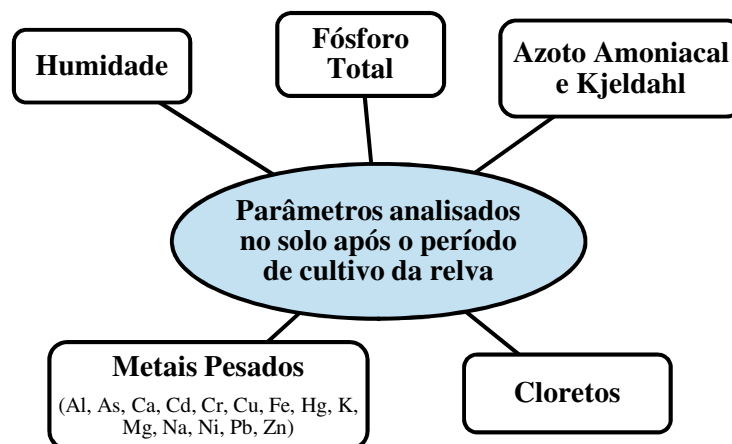 Humidade
Fósforo
Total
Azoto Amoniacal
e Kjeldahl
Parâmetros analisados
no solo após o período
de cultivo da relva
Metais Pesados
(Al, As, Ca, Cd, Cr, Cu, Fe, Hg, K,
Mg, Na, Ni, Pb, Zn)
Cloretos